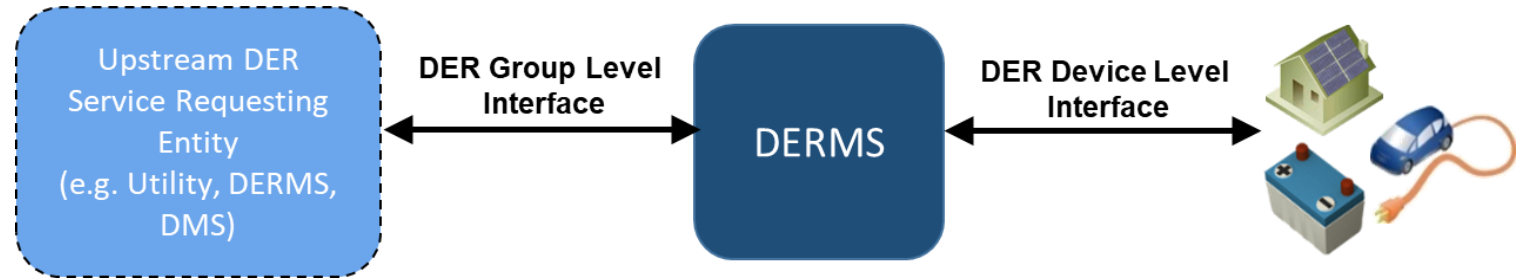 Upstream DER
Service Requesting
Entity
(e.g. Utility, DERMS,
DMS)
DER Group Level
Interface
DERMS
DER Device Level
Interface